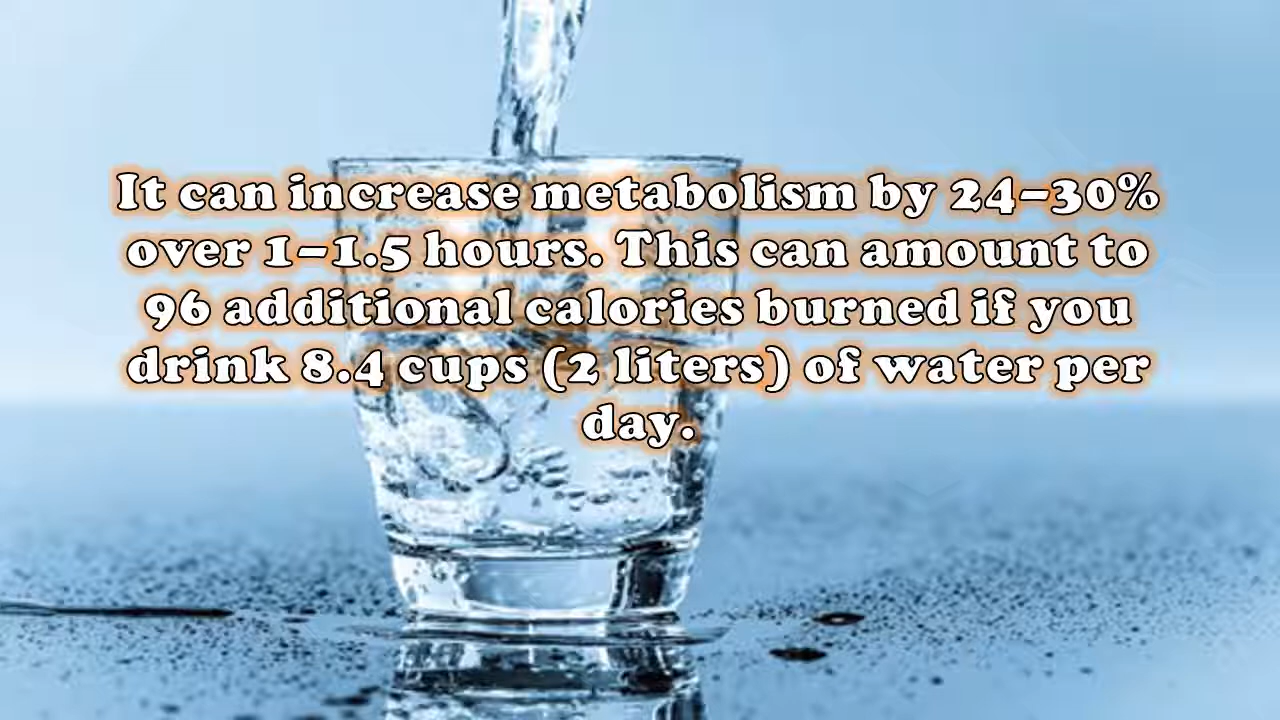 It can increase metabolism by 24–30%
over 1–1.5 hours. This can amount to
96 additional calories burned if you
drink 8.4 cups (2 liters) of water per
day.